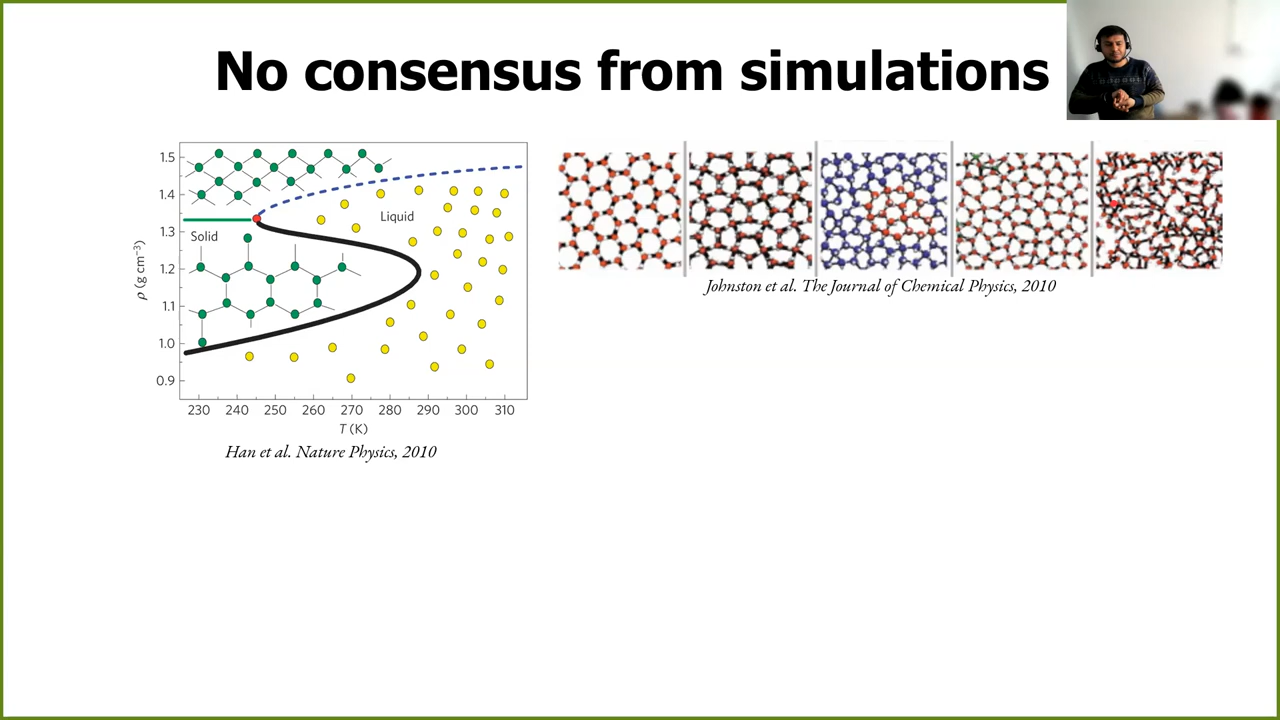 No consensus from simulations
1.5
1.4
1.3
1.2
1.1
1.0
0.9
ρ (g cm⁻³)
Liquid
Solid
230 240 250 260 270 280 290 300 310
T (K)
Han et al. Nature Physics, 2010
Johnston et al. The Journal of Chemical Physics, 2010